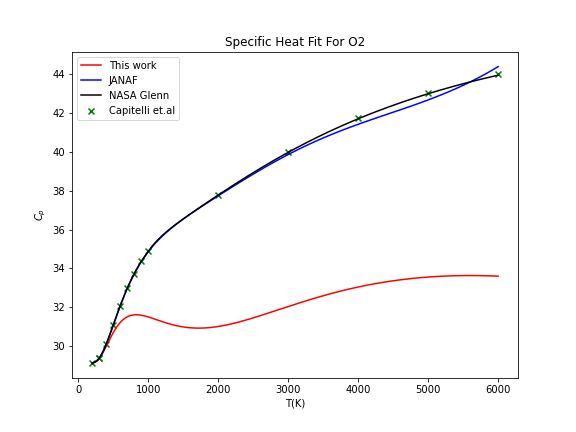 Specific Heat Fit For O2
This work
JANAF
NASA Glenn
Capitelli et.al
44
42
40
38
36
34
32
30
Cp
0
1000
2000
3000
4000
5000
6000
T(K)